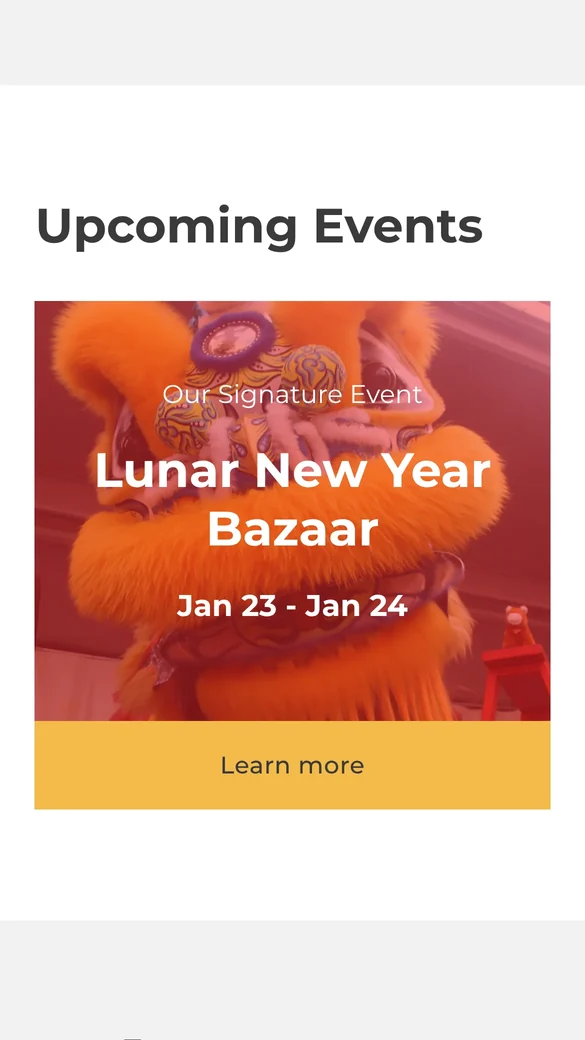 Upcoming Events
Our Signature Event
Lunar New Year
Bazaar
Jan 23 - Jan 24
Learn more